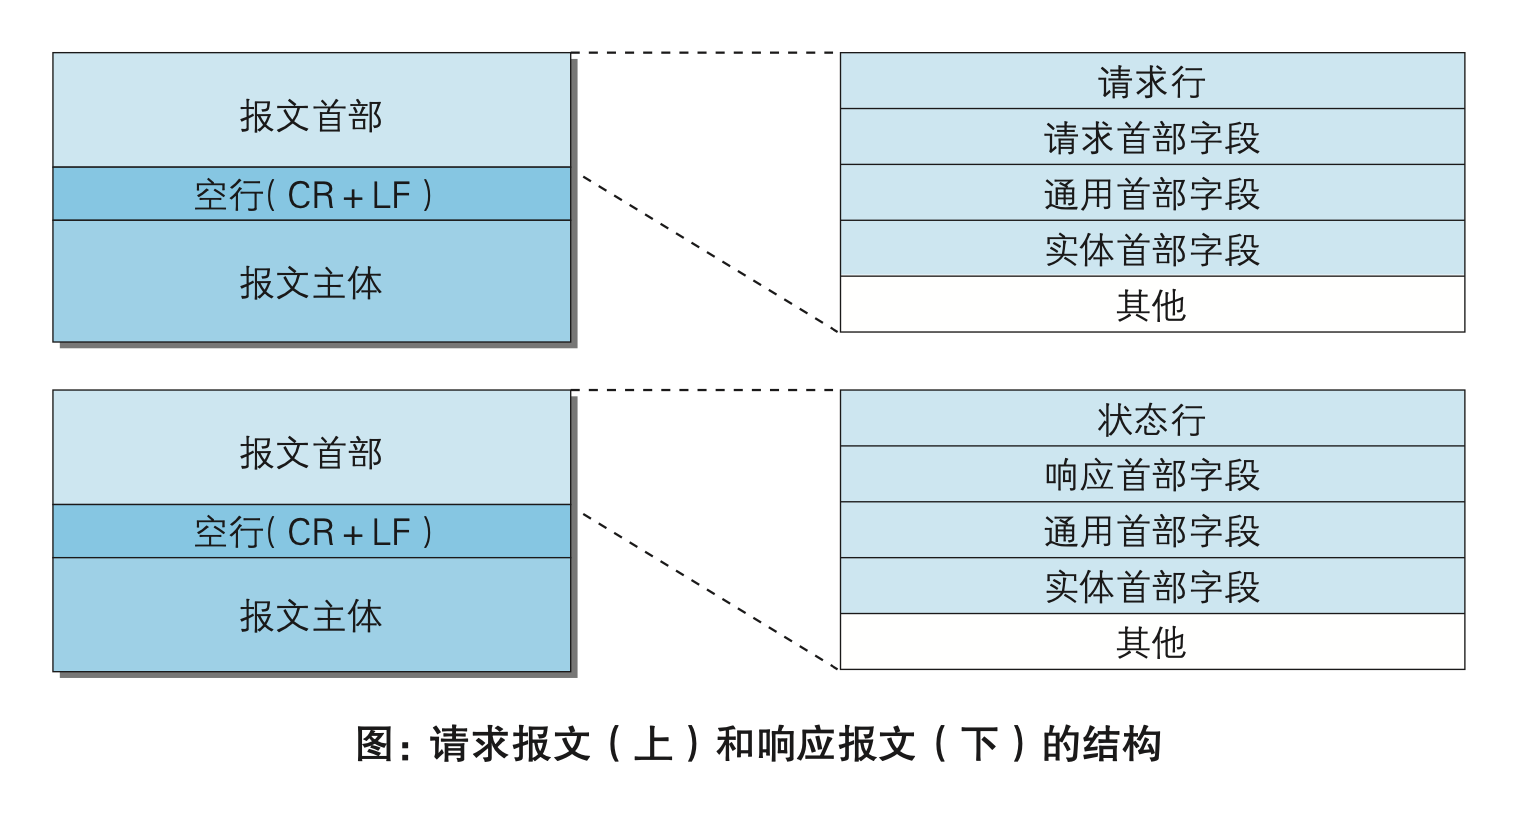 报文首部
空行(CR+LF)
报文主体
请求行
请求首部字段
通用首部字段
实体首部字段
其他
报文首部
空行(CR+LF)
报文主体
状态行
响应首部字段
通用首部字段
实体首部字段
其他
图:请求报文(上)和响应报文(下)的结构